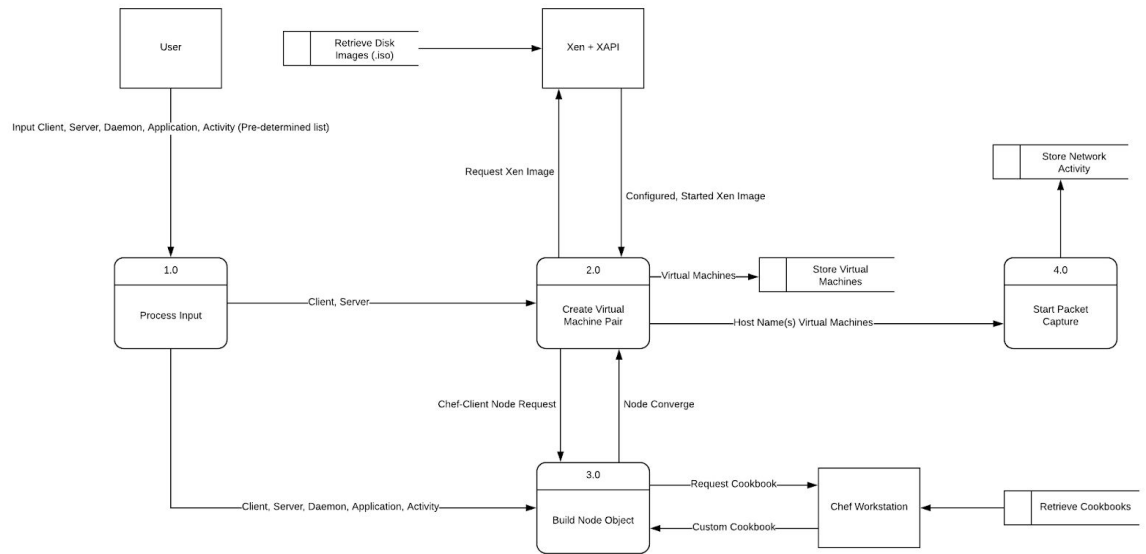 User
Retrieve Disk
Images (.iso)
Xen + XAPI
Input Client, Server, Daemon, Application, Activity (Pre-determined list)
Request Xen Image
Configured, Started Xen Image
Store Network
Activity
1.0
Process Input
Client, Server
2.0
Create Virtual
Machine Pair
Virtual Machines
Store Virtual
Machines
Host Name(s) Virtual Machines
4.0
Start Packet
Capture
Chef-Client Node Request
Node Converge
Client, Server, Daemon, Application, Activity
3.0
Build Node Object
Request Cookbook
Custom Cookbook
Chef Workstation
Retrieve Cookbooks